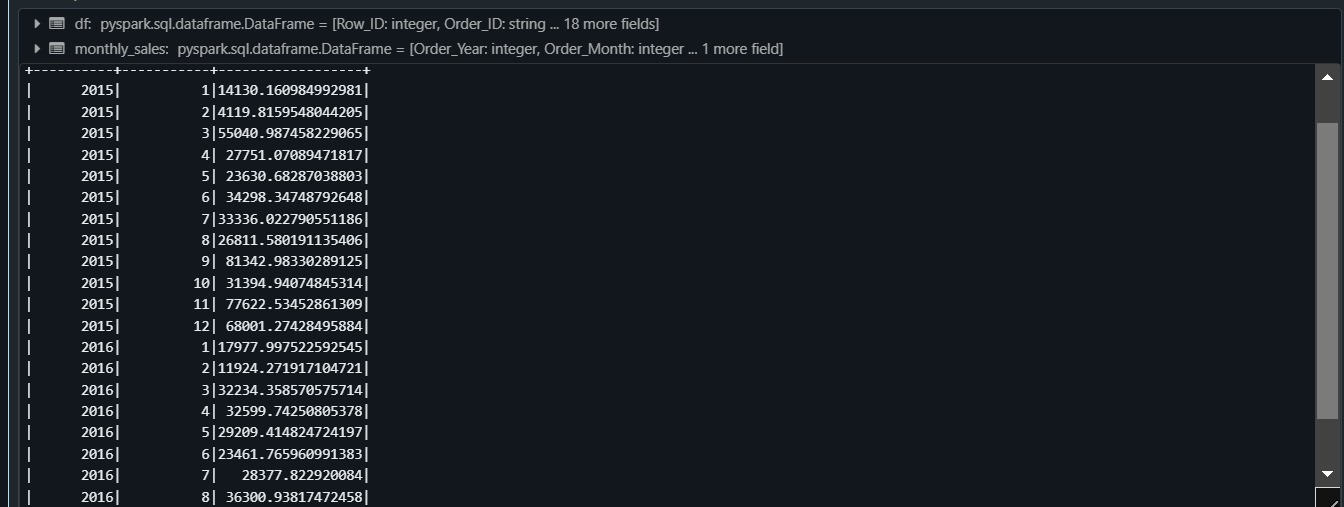 df: pyspark.sql.dataframe.DataFrame = [Row_ID: integer, Order_ID: string ... 18 more fields]
monthly_sales: pyspark.sql.dataframe.DataFrame = [Order_Year: integer, Order_Month: integer ... 1 more field]
+----------+-----------+------------------+
|      2015|          1|14130.160984992981|
|      2015|          2|4119.8159548044205|
|      2015|          3|55040.987458229065|
|      2015|          4| 27751.07089471817|
|      2015|          5| 23630.68287038803|
|      2015|          6| 34298.34748792648|
|      2015|          7|33336.022790551186|
|      2015|          8|26811.580191135406|
|      2015|          9| 81342.98330289125|
|      2015|         10| 31394.94074845314|
|      2015|         11| 77622.53452861309|
|      2015|         12| 68001.27428495884|
|      2016|          1|17977.997522592545|
|      2016|          2|11924.271917104721|
|      2016|          3|32234.358570575714|
|      2016|          4| 32599.74250805378|
|      2016|          5|29209.414824724197|
|      2016|          6|23461.765960991383|
|      2016|          7|   28377.822920084|
|      2016|          8| 36300.93817472458|